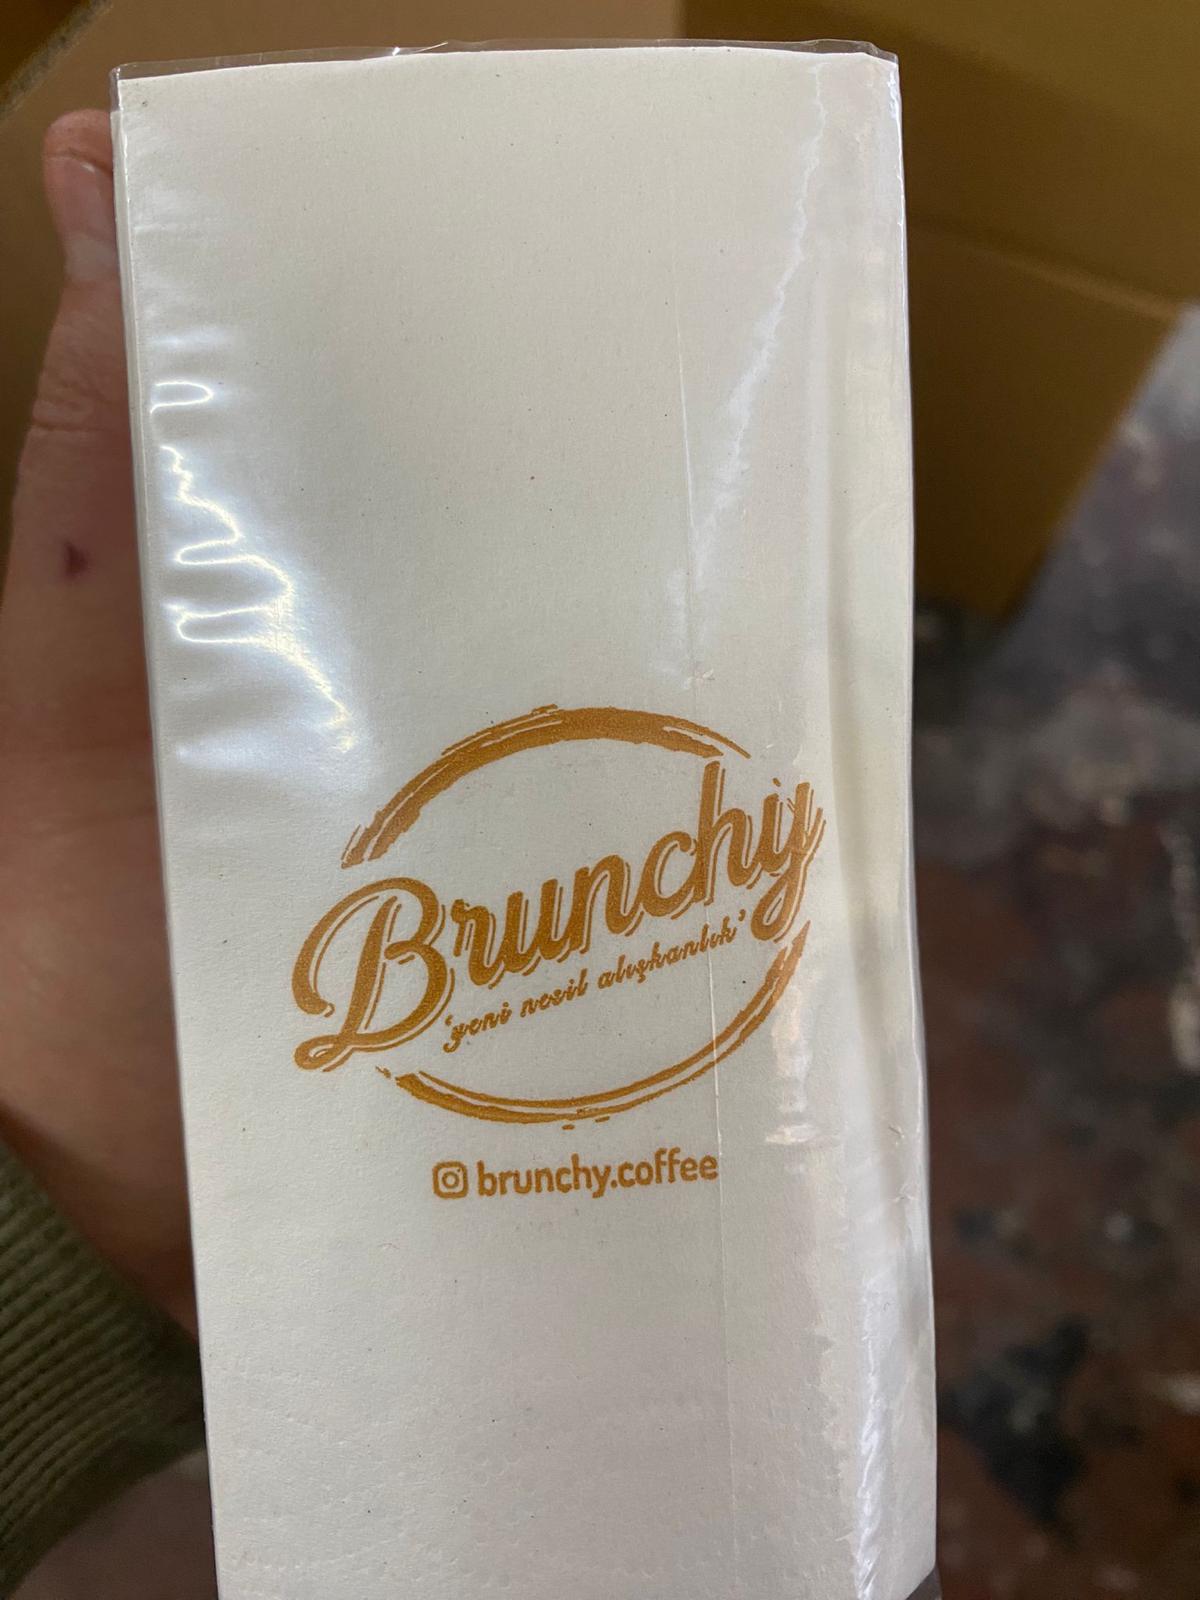 Brunchy
'yeni nesil alışkanlık'
brunchy.coffee